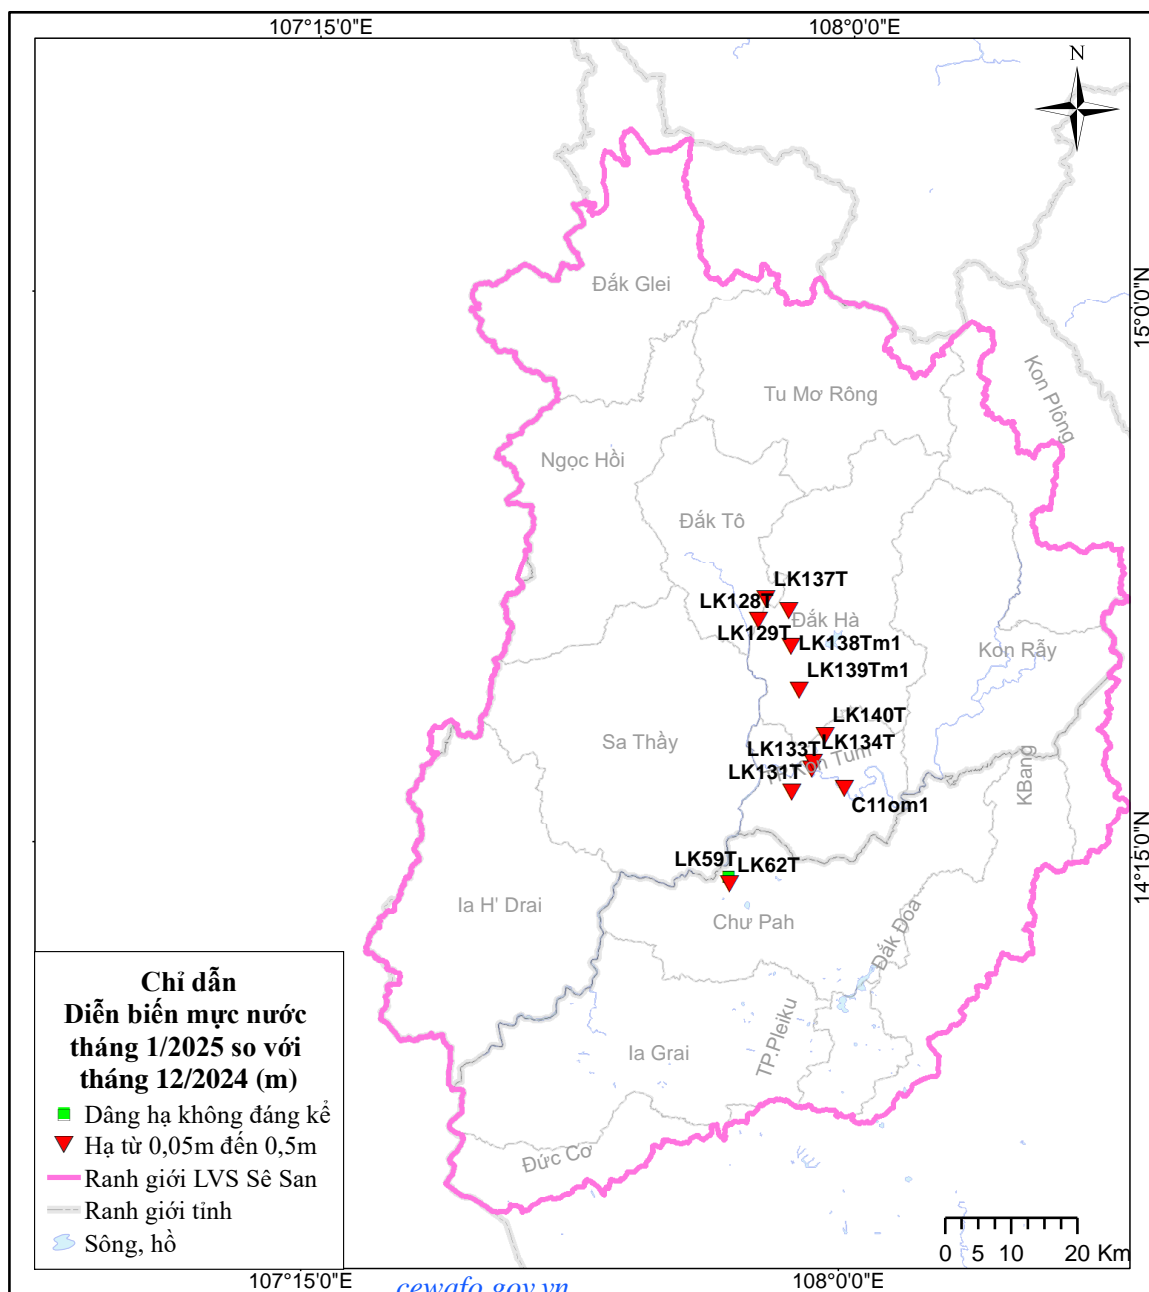 107°15'0"E
108°0'0"E
N
Đắk Glei
15°0'0"N
Kon Plông
Tu Mơ Rông
Ngọc Hồi
Đắk Tô
LK137T
LK128T
Đắk Hà
LK129T
LK138Tm1
Kon Rẫy
LK139Tm1
LK140T
Sa Thầy
LK133T
LK134T
TP.Kon Tum
LK131T
KBang
C11om1
14°15'0"N
LK59T
LK62T
Ia H' Drai
Chư Pah
Đắk Đoa
Chỉ dẫn
Diễn biến mực nước
tháng 1/2025 so với
tháng 12/2024 (m)
Dâng hạ không đáng kể
Hạ từ 0,05m đến 0,5m
Ranh giới LVS Sê San
Ranh giới tỉnh
Sông, hồ
Ia Grai
TP.Pleiku
Đức Cơ
0 5 10 20 Km
107°15'0"E
108°0'0"E
cewafo.gov.vn